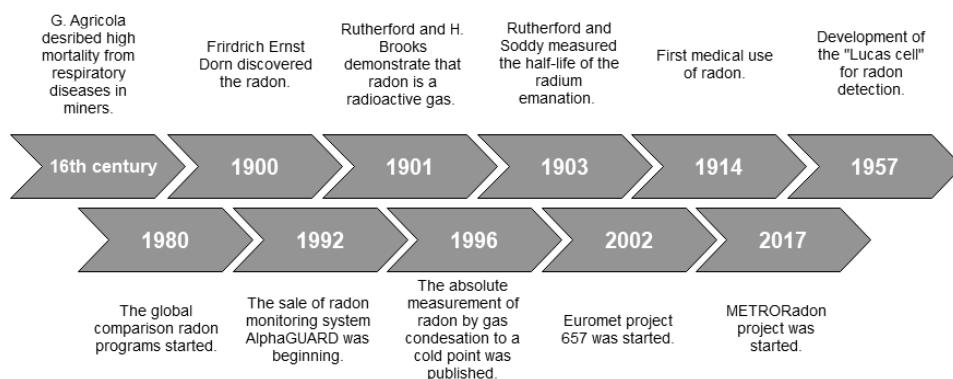 G. Agricola
desribed high
mortality from
respiratory
diseases in
miners.
Frirdrich Ernst
Dorn discovered
the radon.
Rutherford and H.
Brooks
demonstrate that
radon is a
radioactive gas.
Rutherford and
Soddy measured
the half-life of the
radium
emanation.
First medical use
of radon.
Development of
the "Lucas cell"
for radon
detection.
16th century
1900
1901
1903
1914
1957
1980
1992
1996
2002
2017
The global
comparison radon
programs started.
The sale of radon
monitoring system
AlphaGUARD was
beginning.
The absolute
measurement of
radon by gas
condesation to a
cold point was
published.
Euromet project
657 was started.
METRORadon
project was
started.